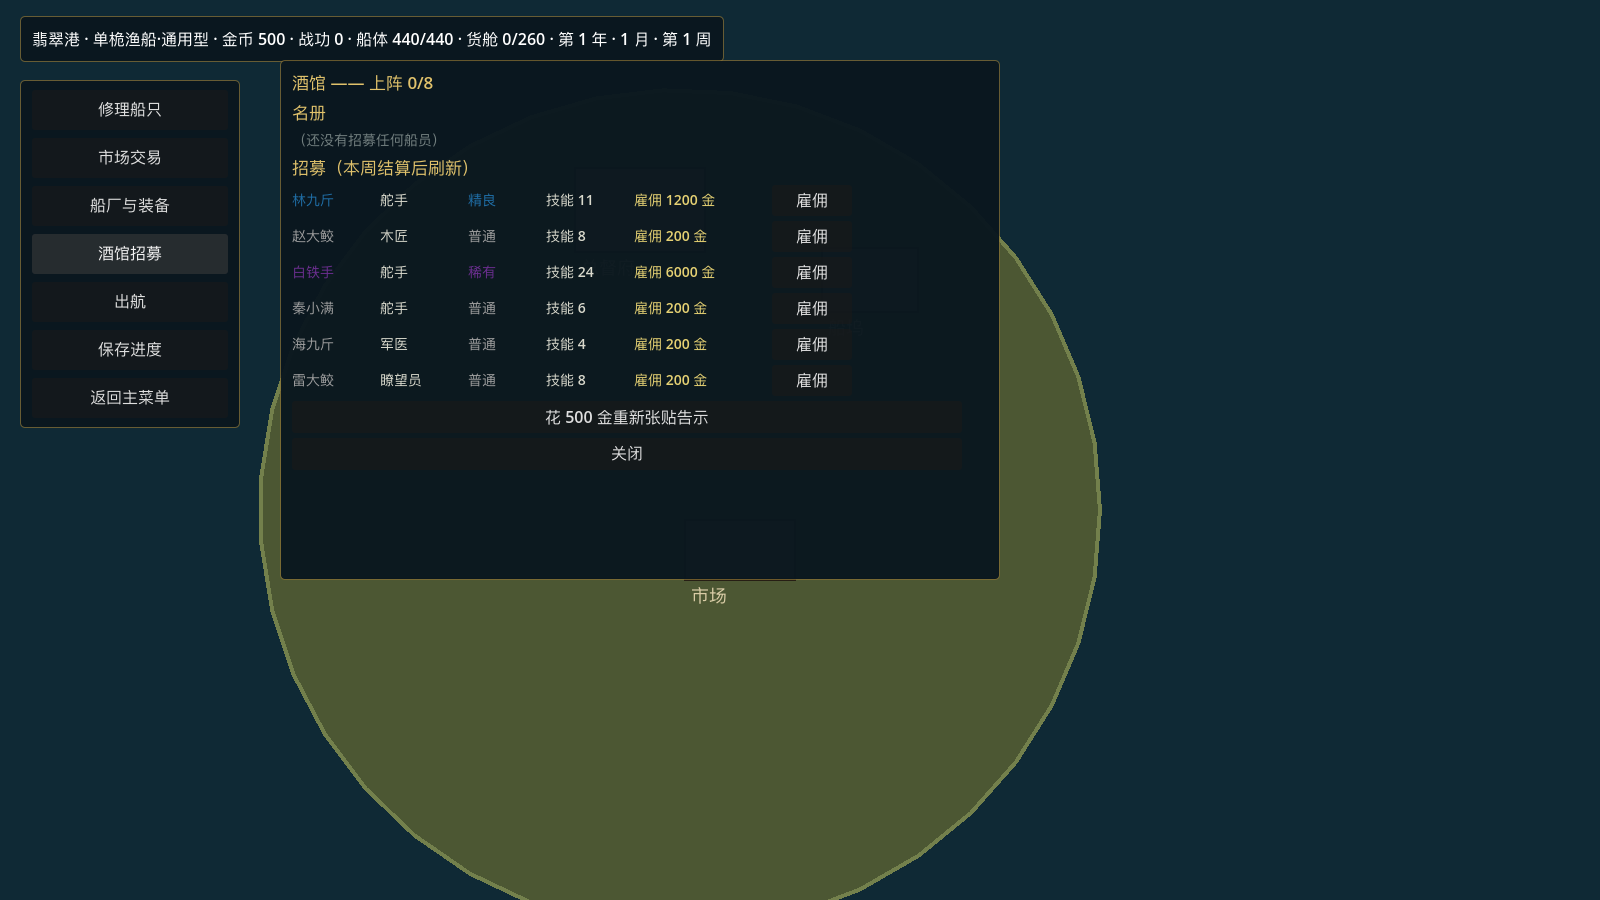 翡翠港 · 单桅渔船·通用型 · 金币 500 · 战功 0 · 船体 440/440 · 货舱 0/260 · 第 1 年 · 1 月 · 第 1 周
修理船只
市场交易
船厂与装备
酒馆招募
出航
保存进度
返回主菜单
酒馆 —— 上阵 0/8
名册
（还没有招募任何船员）
招募（本周结算后刷新）
林九斤 舵手 精良 技能 11 雇佣 1200 金 雇佣
赵大鲛 木匠 普通 技能 8 雇佣 200 金 雇佣
白铁手 舵手 稀有 技能 24 雇佣 6000 金 雇佣
秦小满 舵手 普通 技能 6 雇佣 200 金 雇佣
海九斤 军医 普通 技能 4 雇佣 200 金 雇佣
雷大鲛 瞭望员 普通 技能 8 雇佣 200 金 雇佣
花 500 金重新张贴告示
关闭
市场